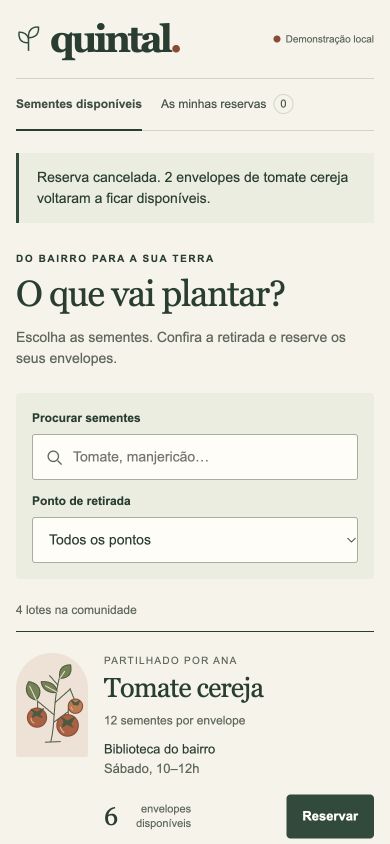 quintal.
Demonstração local
Sementes disponíveis
As minhas reservas 0
Reserva cancelada. 2 envelopes de tomate cereja
voltaram a ficar disponíveis.
DO BAIRRO PARA A SUA TERRA
O que vai plantar?
Escolha as sementes. Confira a retirada e reserve os
seus envelopes.
Procurar sementes
Tomate, manjericão…
Ponto de retirada
Todos os pontos
4 lotes na comunidade
PARTILHADO POR ANA
Tomate cereja
12 sementes por envelope
Biblioteca do bairro
Sábado, 10–12h
6 envelopes
disponíveis
Reservar